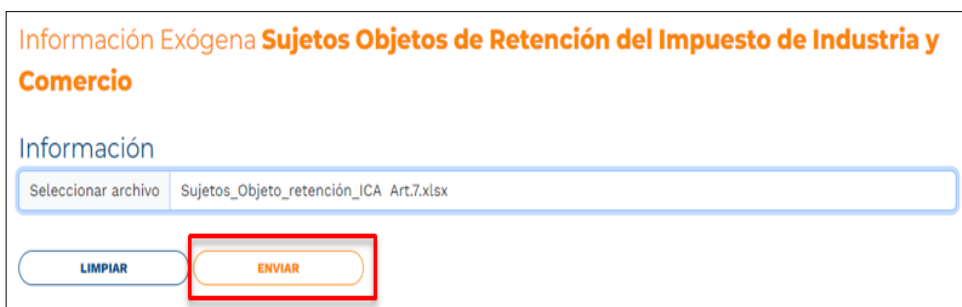 Información Exógena Sujetos Objetos de Retención del Impuesto de Industria y
Comercio
Información
Seleccionar archivo Sujetos_Objeto_retención_ICA Art.7.xlsx
LIMPIAR ENVIAR